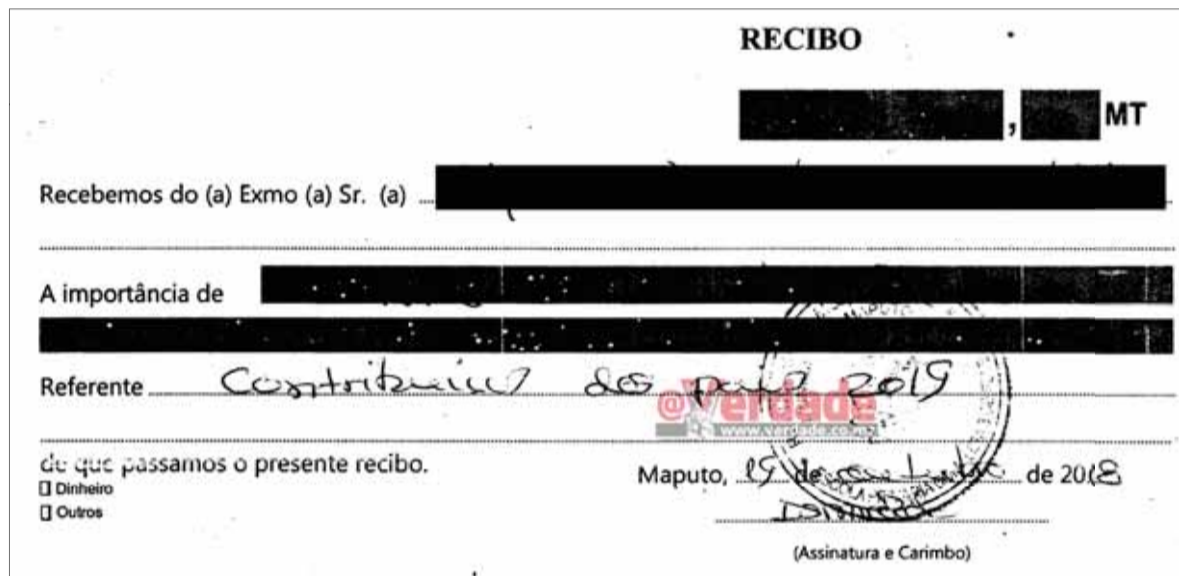 RECIBO
, MT
Recebemos do (a) Exmo (a) Sr. (a)
A importância de
Referente Contribuição dos pais 2019
@Verdade
www.verdade.co.mz
de que passamos o presente recibo.
Maputo, 19 de de 2018
Dinheiro
Outros
(Assinatura e Carimbo)